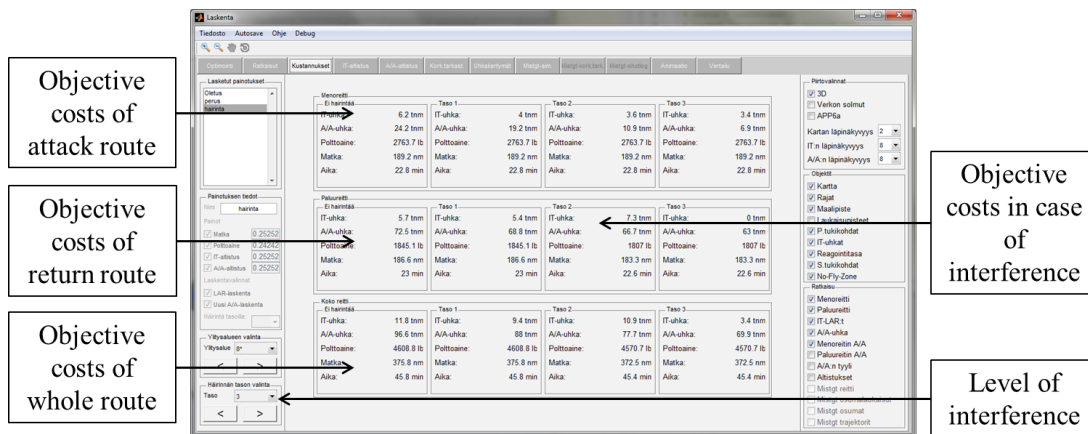 Laskenta
Tiedosto Autosave Ohje Debug
Optimointi Ratkaisut Kustannukset IT-altistus A/A-altistus Kork.tarkast. Uhkakertymät Mistgt-sim. Animaatio Vertailu
Objective costs of attack route
Objective costs of return route
Objective costs of whole route
Lasketut painotukset
Oletus
perus
hairinta
Painotuksen tiedot
Nimi hairinta
Painot
Matka 0.25252
Polttoaine 0.24242
IT-altistus 0.25252
A/A-altistus 0.25252
Laskentavalinnat
LAR-laskenta
Uusi A/A-laskenta
Häirintä tasoilla:
Ylitysalueen valinta
Ylitysalue 8*
< >
Häirinnän tason valinta
Taso 3
< >
Menoreitti
Ei häirintää Taso 1 Taso 2 Taso 3
IT-uhka: 6.2 tnm IT-uhka: 4 tnm IT-uhka: 3.6 tnm IT-uhka: 3.4 tnm
A/A-uhka: 24.2 tnm A/A-uhka: 19.2 tnm A/A-uhka: 10.9 tnm A/A-uhka: 6.9 tnm
Polttoaine: 2763.7 lb Polttoaine: 2763.7 lb Polttoaine: 2763.7 lb Polttoaine: 2763.7 lb
Matka: 189.2 nm Matka: 189.2 nm Matka: 189.2 nm Matka: 189.2 nm
Aika: 22.8 min Aika: 22.8 min Aika: 22.8 min Aika: 22.8 min
Paluureitti
Ei häirintää Taso 1 Taso 2 Taso 3
IT-uhka: 5.7 tnm IT-uhka: 5.4 tnm IT-uhka: 7.3 tnm IT-uhka: 0 tnm
A/A-uhka: 72.5 tnm A/A-uhka: 68.8 tnm A/A-uhka: 66.7 tnm A/A-uhka: 63 tnm
Polttoaine: 1845.1 lb Polttoaine: 1845.1 lb Polttoaine: 1807 lb Polttoaine: 1807 lb
Matka: 186.6 nm Matka: 186.6 nm Matka: 183.3 nm Matka: 183.3 nm
Aika: 23 min Aika: 23 min Aika: 22.6 min Aika: 22.6 min
Koko reitti
Ei häirintää Taso 1 Taso 2 Taso 3
IT-uhka: 11.8 tnm IT-uhka: 9.4 tnm IT-uhka: 10.9 tnm IT-uhka: 3.4 tnm
A/A-uhka: 96.6 tnm A/A-uhka: 88 tnm A/A-uhka: 77.7 tnm A/A-uhka: 69.9 tnm
Polttoaine: 4608.8 lb Polttoaine: 4608.8 lb Polttoaine: 4570.7 lb Polttoaine: 4570.7 lb
Matka: 375.8 nm Matka: 375.8 nm Matka: 372.5 nm Matka: 372.5 nm
Aika: 45.8 min Aika: 45.8 min Aika: 45.4 min Aika: 45.4 min
Piirtovalinnat
3D
Verkon solmut
APP6a
Kartan läpinäkyvyys 2
IT:n läpinäkyvyys 8
A/A:n läpinäkyvyys 8
Objektit
Kartta
Rajat
Maalipiste
Laukaisupisteet
P.tukikohdat
IT-uhkat
Reagointitasa
S.tukikohdat
No-Fly-Zone
Ratkaisu
Menoreitti
Paluureitti
IT-LAR:t
A/A-uhka
Menoreitin A/A
Paluureitin A/A
A/A:n tyyli
Altistukset
Mistgt reitti
Mistgt osumat
Mistgt trajektorit
Objective costs in case of interference
Level of interference